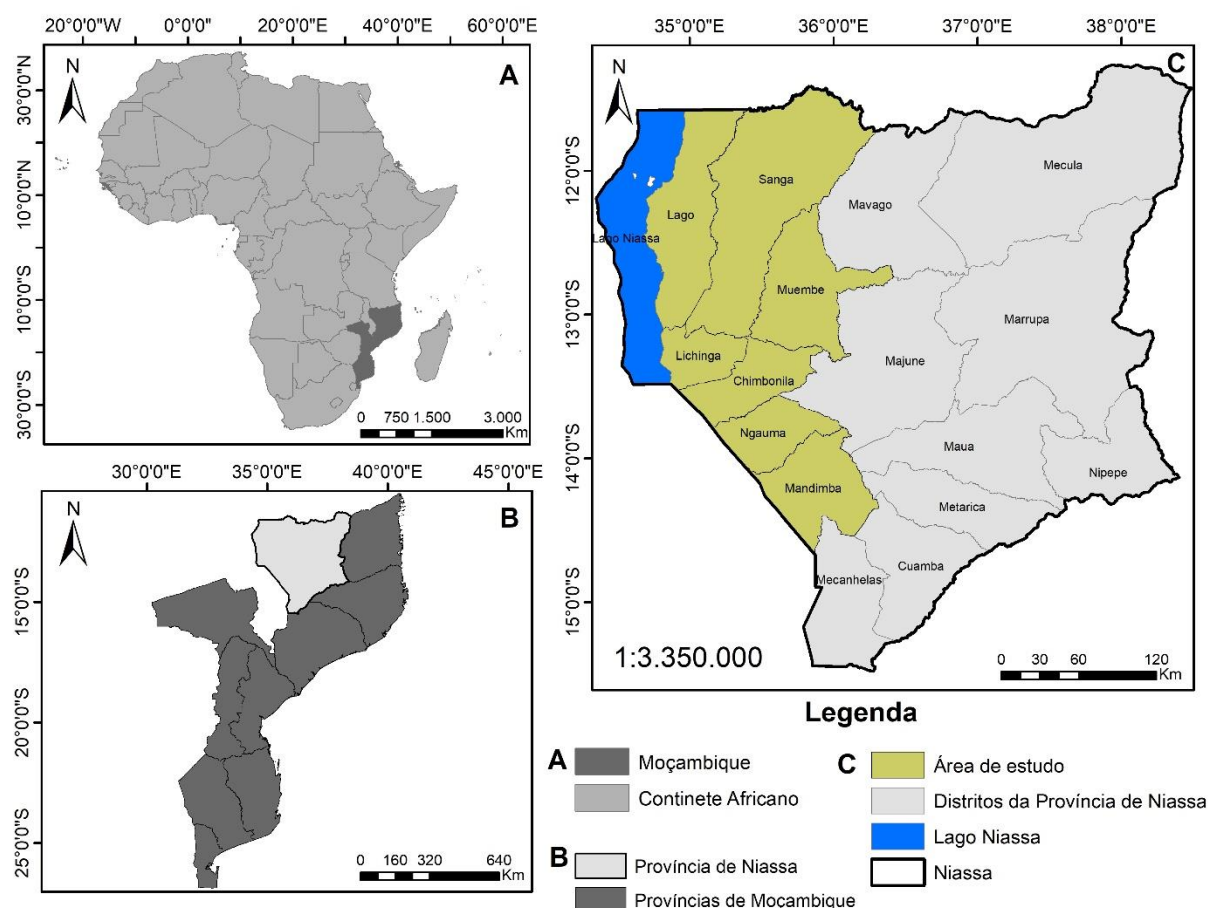 20°0'0"W 0°0'0" 20°0'0"E 40°0'0"E 60°0'0"E
N
A
30°0'0"N
10°0'0"N
10°0'0"S
30°0'0"S
0 750 1.500 3.000
Km
30°0'0"E 35°0'0"E 40°0'0"E 45°0'0"E
N
B
15°0'0"S
20°0'0"S
25°0'0"S
0 160 320 640
Km
35°0'0"E 36°0'0"E 37°0'0"E 38°0'0"E
N
C
12°0'0"S
13°0'0"S
14°0'0"S
15°0'0"S
Mecula
Sanga
Mavago
Lago
Lago Niassa
Muembe
Marrupa
Lichinga
Majune
Chimbonila
Ngauma
Maua
Nipepe
Mandimba
Metarica
Cuamba
Mecanhelas
1:3.350.000
0 15 30 60 120
Km
Legenda
A
Moçambique
Continete Africano
B
Província de Niassa
Províncias de Moçambique
C
Área de estudo
Distritos da Província de Niassa
Lago Niassa
Niassa